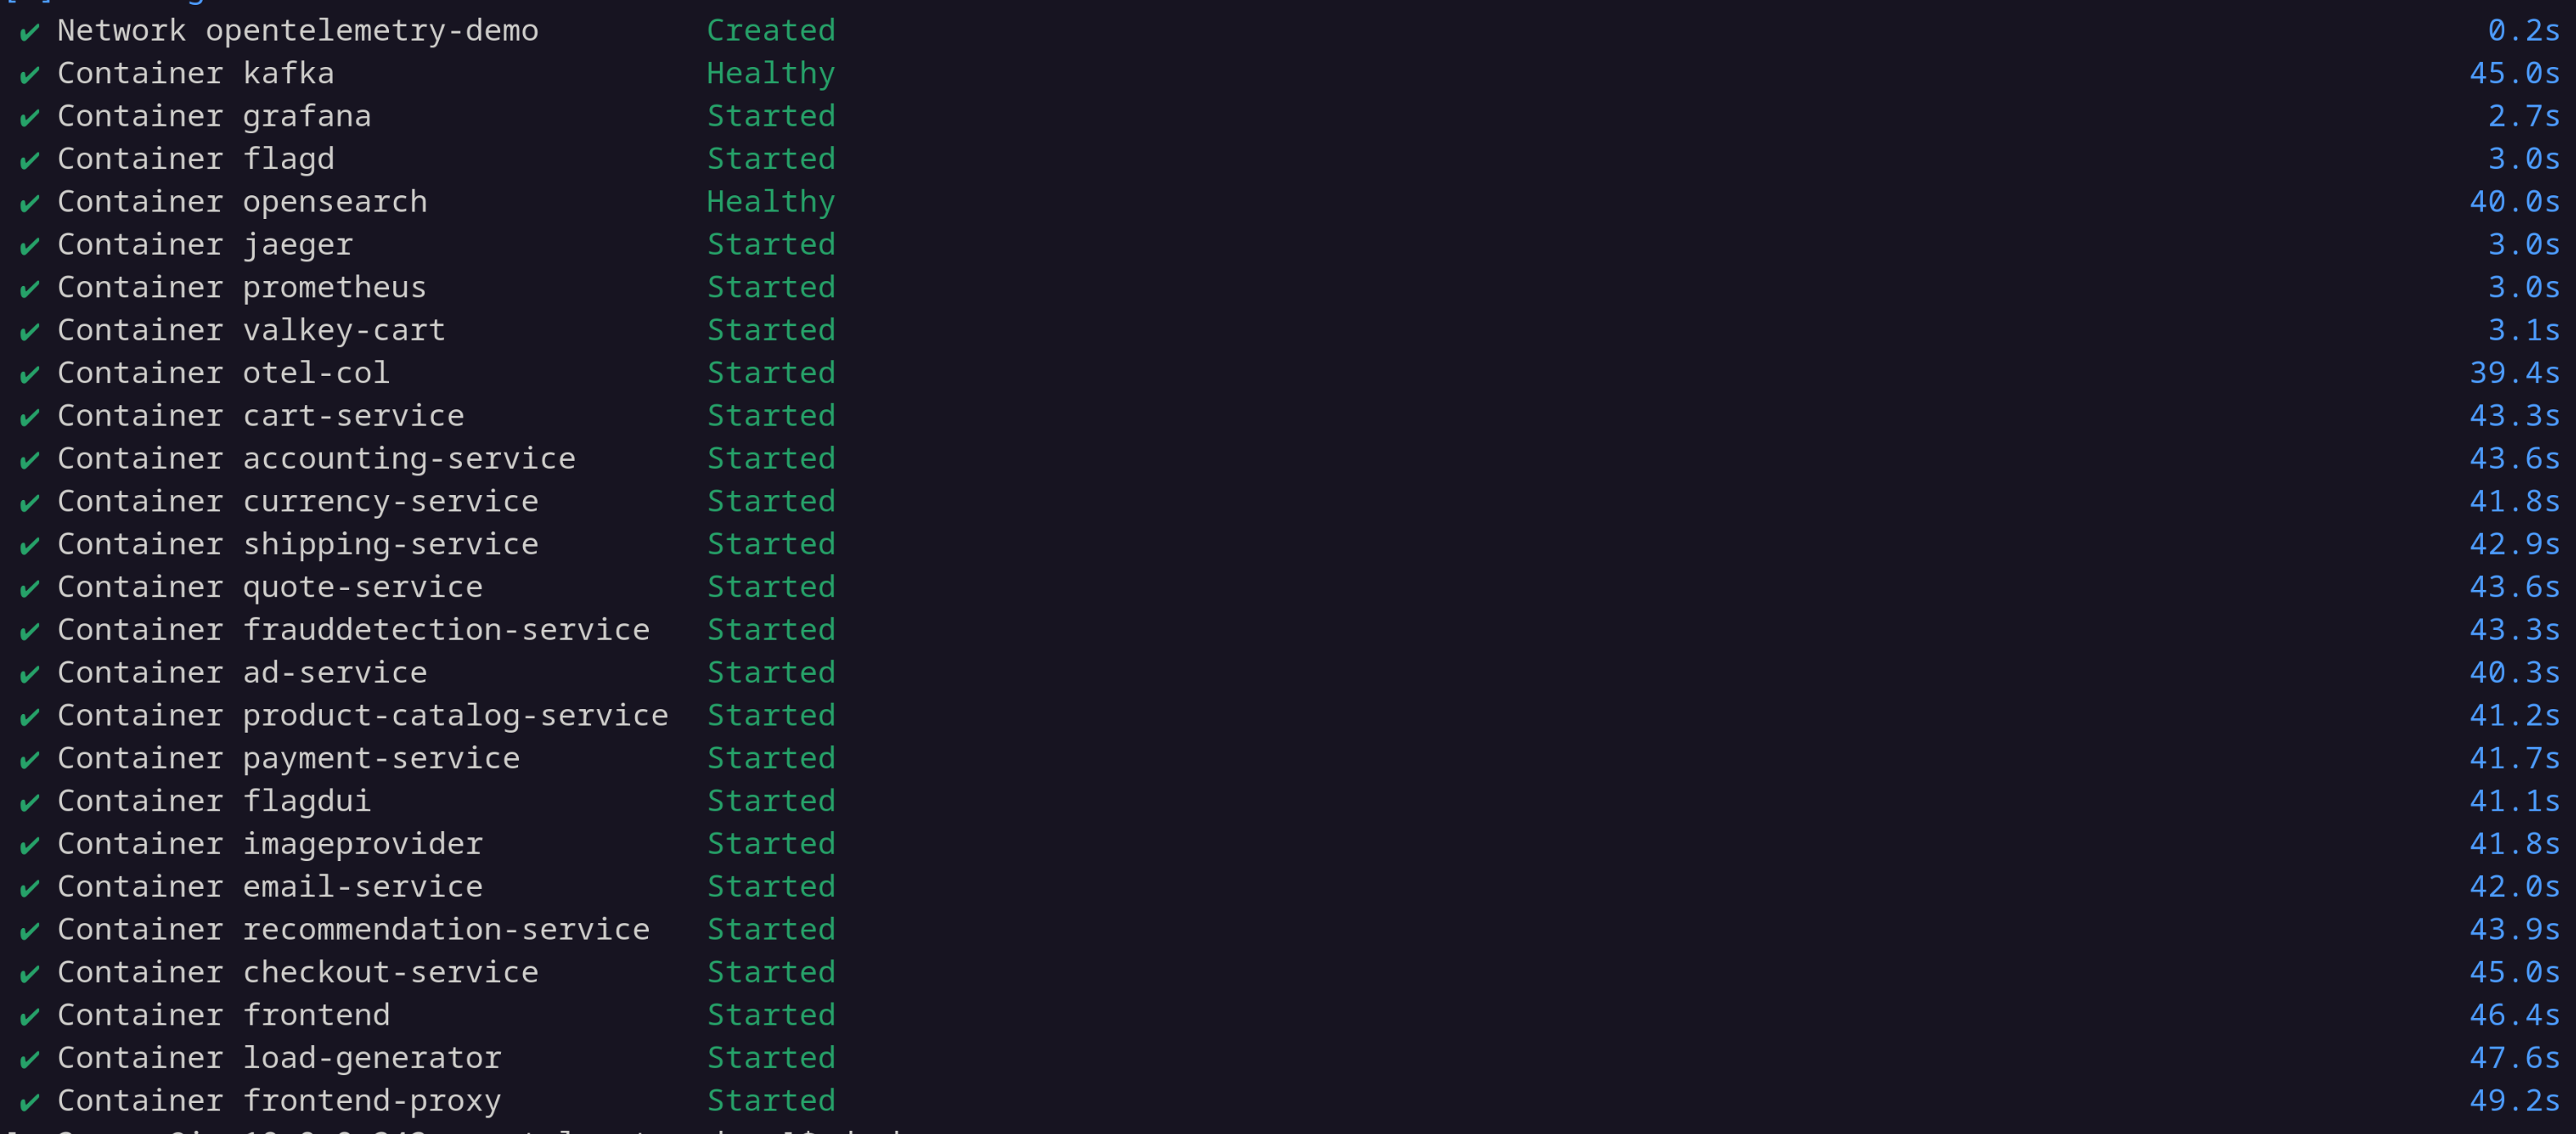 ✔ Network opentelemetry-demo Created 0.2s
✔ Container kafka Healthy 45.0s
✔ Container grafana Started 2.7s
✔ Container flagd Started 3.0s
✔ Container opensearch Healthy 40.0s
✔ Container jaeger Started 3.0s
✔ Container prometheus Started 3.0s
✔ Container valkey-cart Started 3.1s
✔ Container otel-col Started 39.4s
✔ Container cart-service Started 43.3s
✔ Container accounting-service Started 43.6s
✔ Container currency-service Started 41.8s
✔ Container shipping-service Started 42.9s
✔ Container quote-service Started 43.6s
✔ Container frauddetection-service Started 43.3s
✔ Container ad-service Started 40.3s
✔ Container product-catalog-service Started 41.2s
✔ Container payment-service Started 41.7s
✔ Container flagdui Started 41.1s
✔ Container imageprovider Started 41.8s
✔ Container email-service Started 42.0s
✔ Container recommendation-service Started 43.9s
✔ Container checkout-service Started 45.0s
✔ Container frontend Started 46.4s
✔ Container load-generator Started 47.6s
✔ Container frontend-proxy Started 49.2s